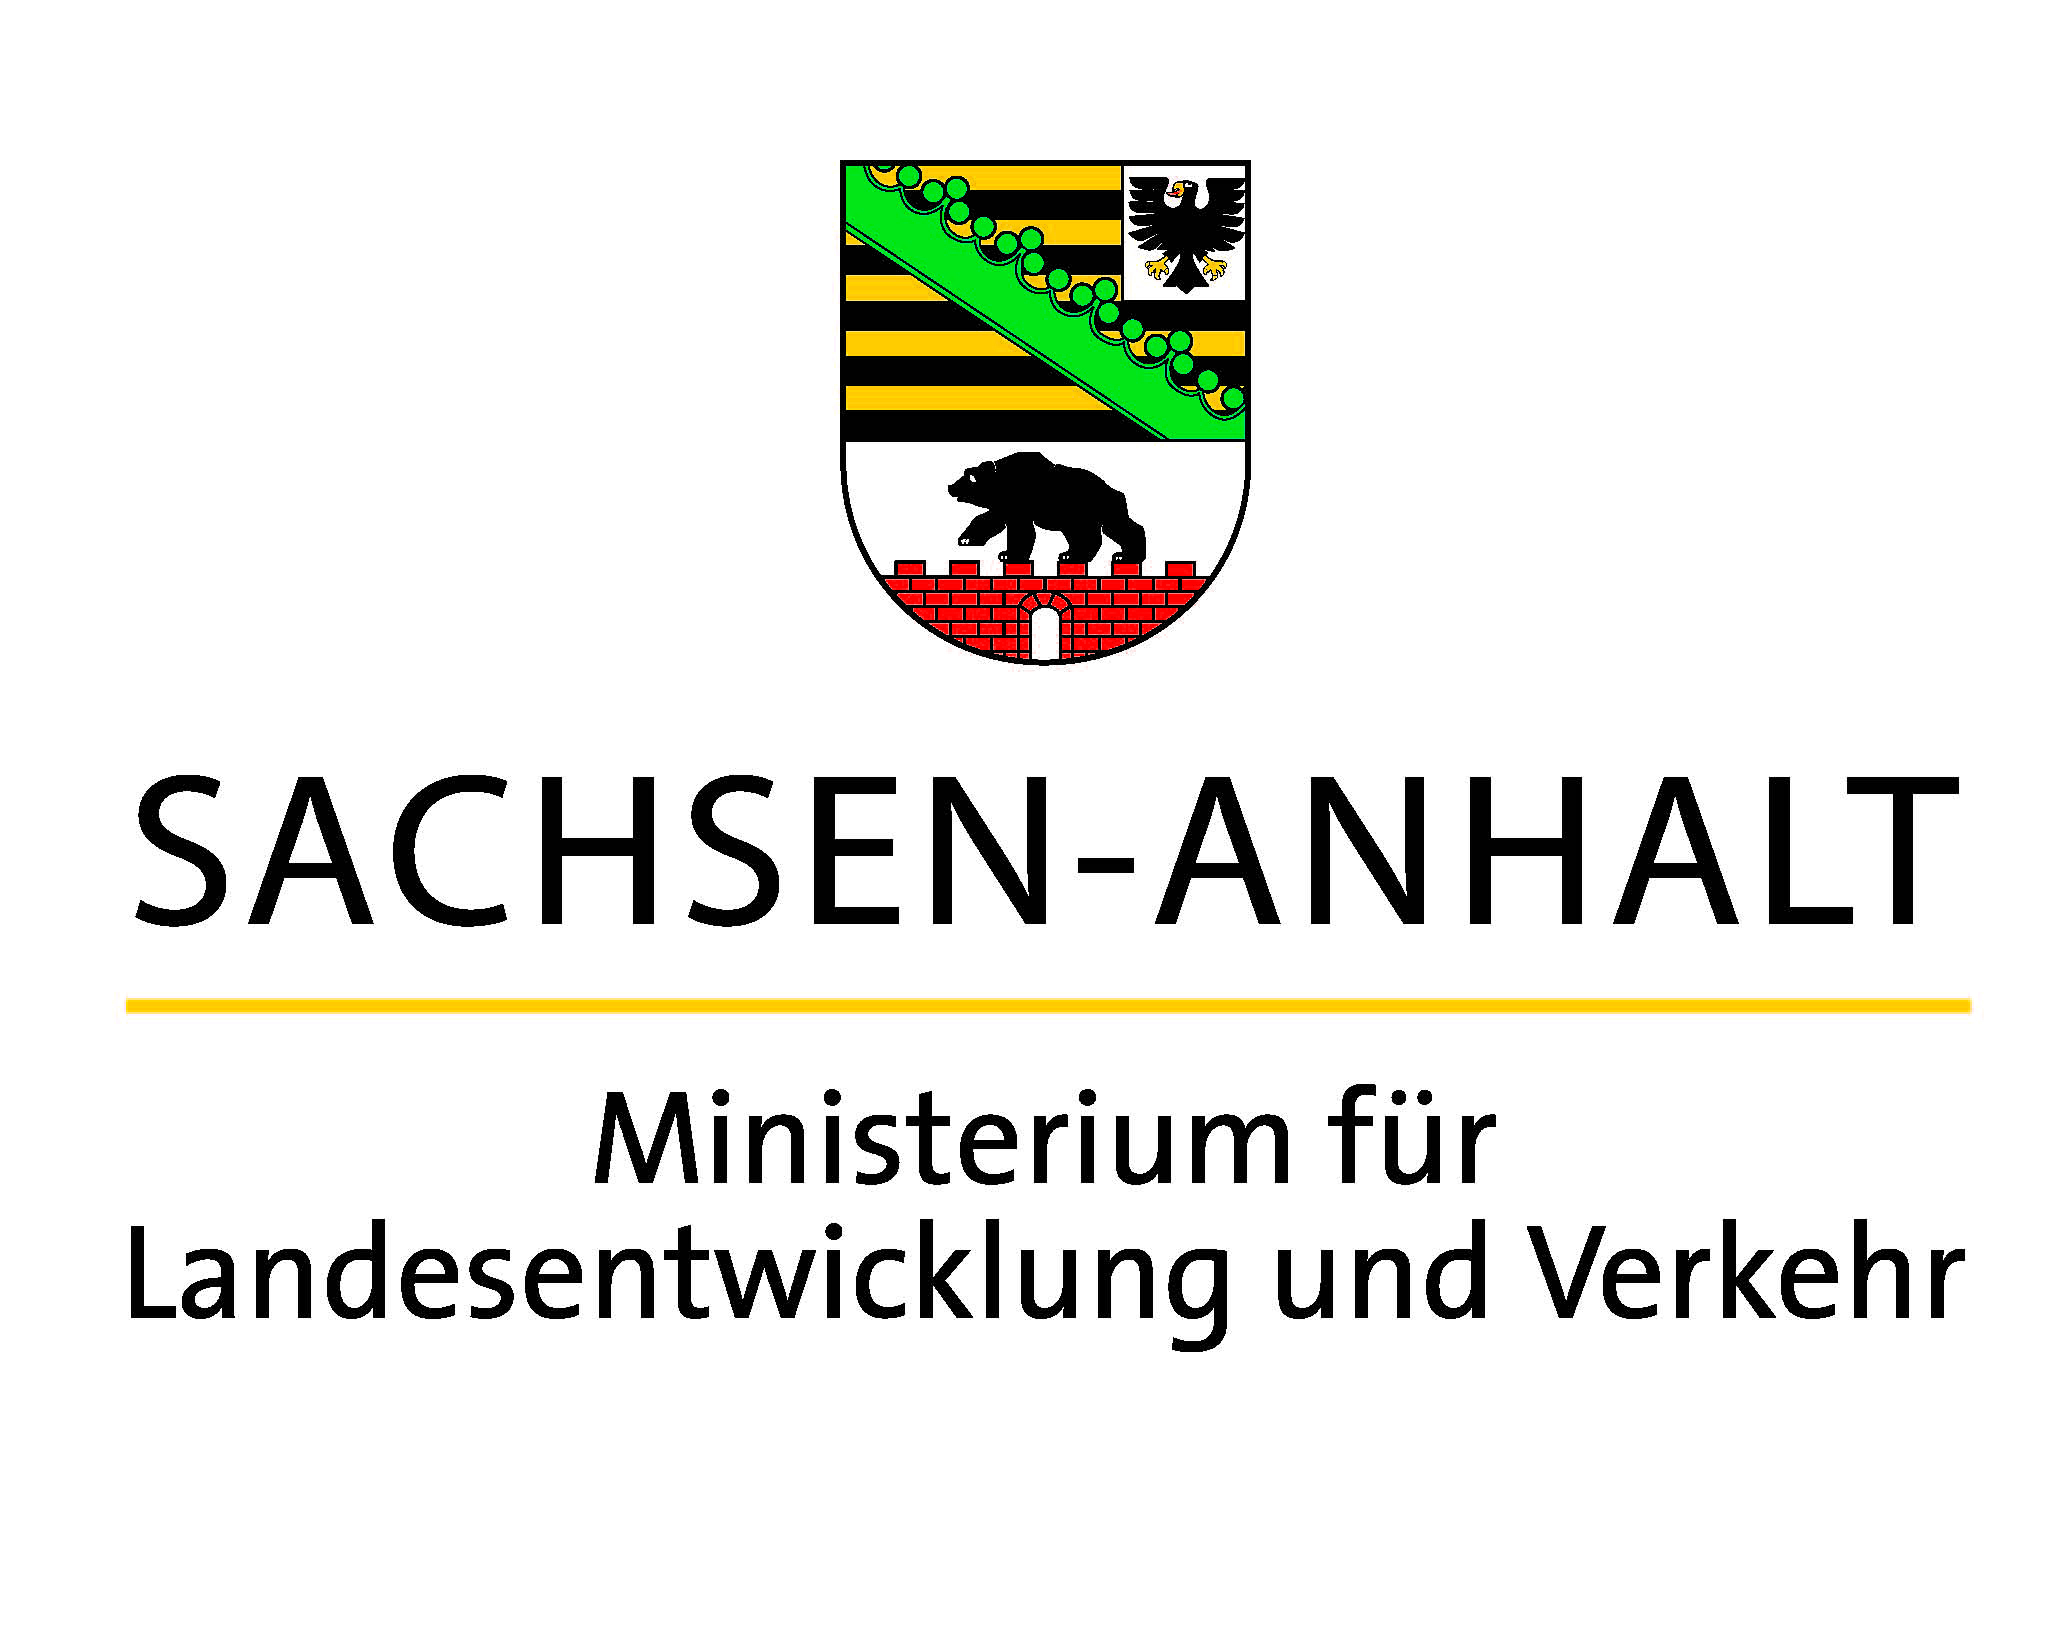 SACHSEN-ANHALT
Ministerium für
Landesentwicklung und Verkehr